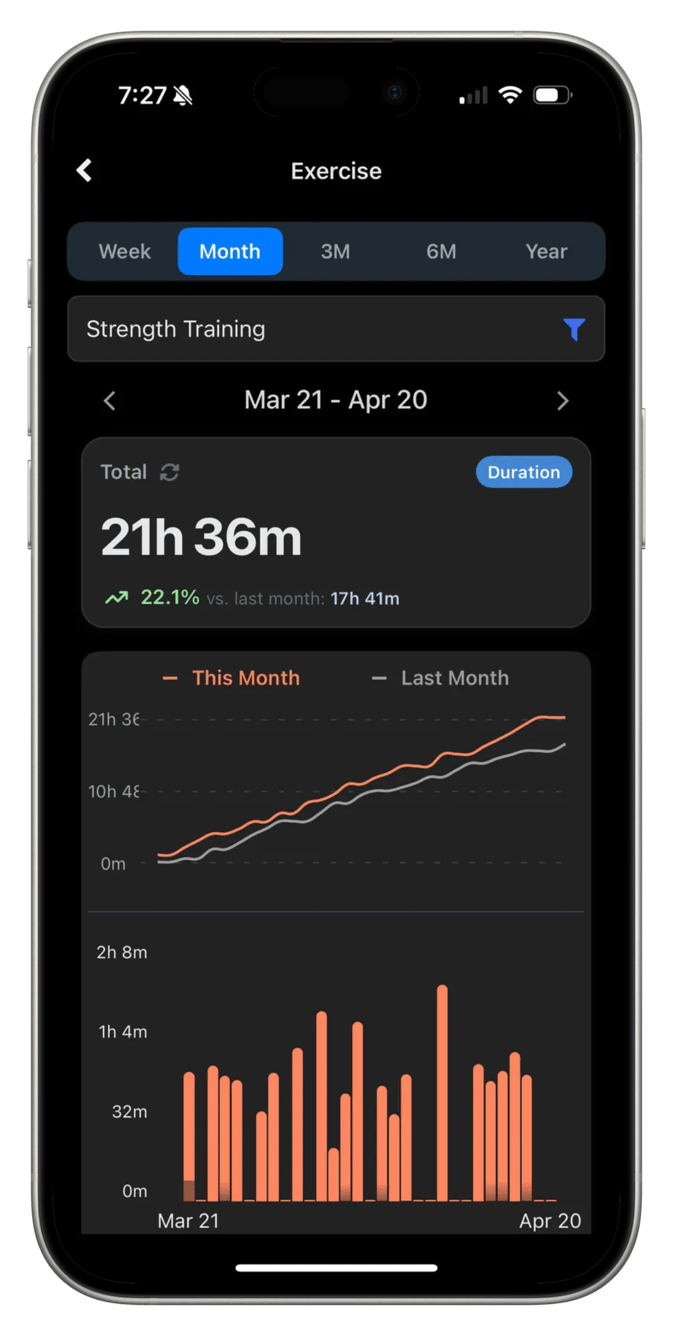 7:27
Exercise
Week Month 3M 6M Year
Strength Training
Mar 21 - Apr 20
Total Duration
21h 36m
22.1% vs. last month: 17h 41m
This Month Last Month
21h 36
10h 48
0m
2h 8m
1h 4m
32m
0m
Mar 21 Apr 20